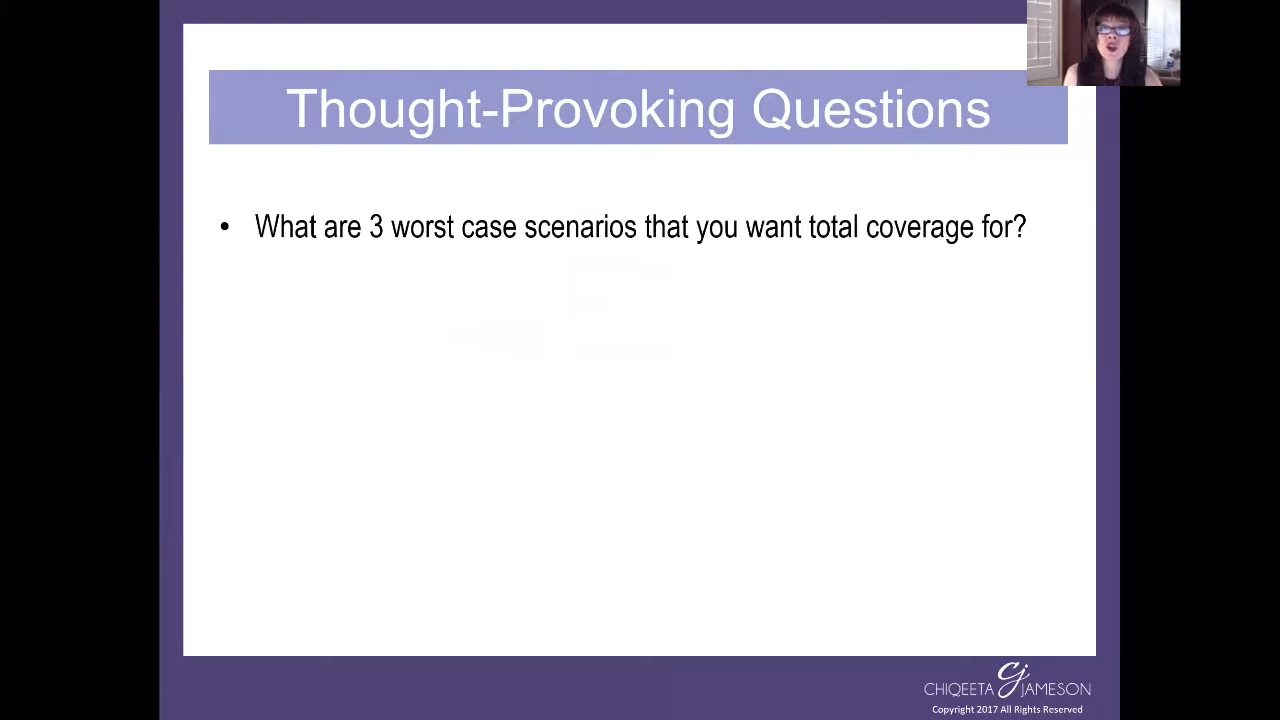 Thought-Provoking Questions
• What are 3 worst case scenarios that you want total coverage for?
CHIQEETA cj JAMESON
Copyright 2017 All Rights Reserved